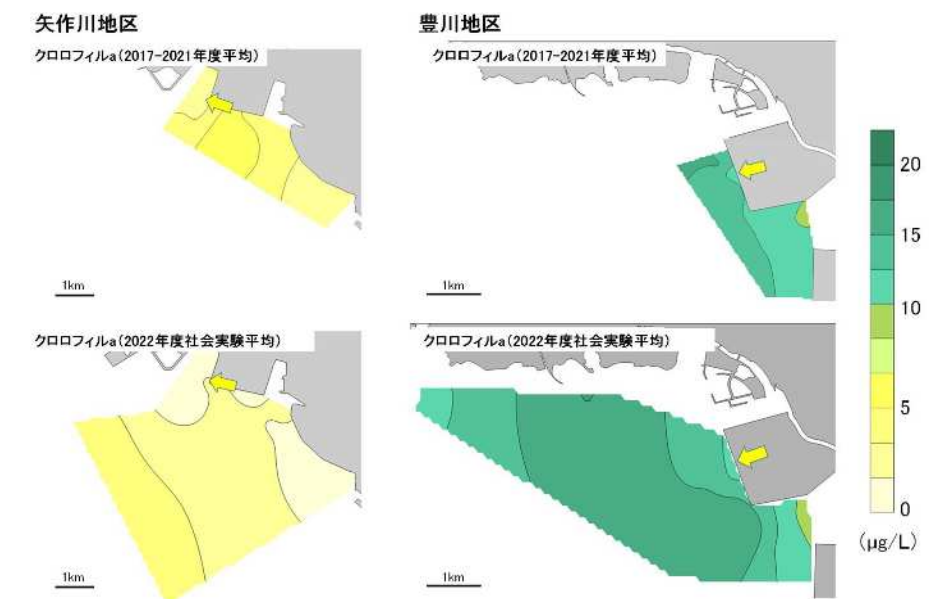 矢作川地区
クロロフィルa(2017-2021年度平均)
1km
クロロフィルa(2022年度社会実験平均)
1km
豊川地区
クロロフィルa(2017-2021年度平均)
1km
クロロフィルa(2022年度社会実験平均)
1km
20
15
10
5
0
(μg/L)